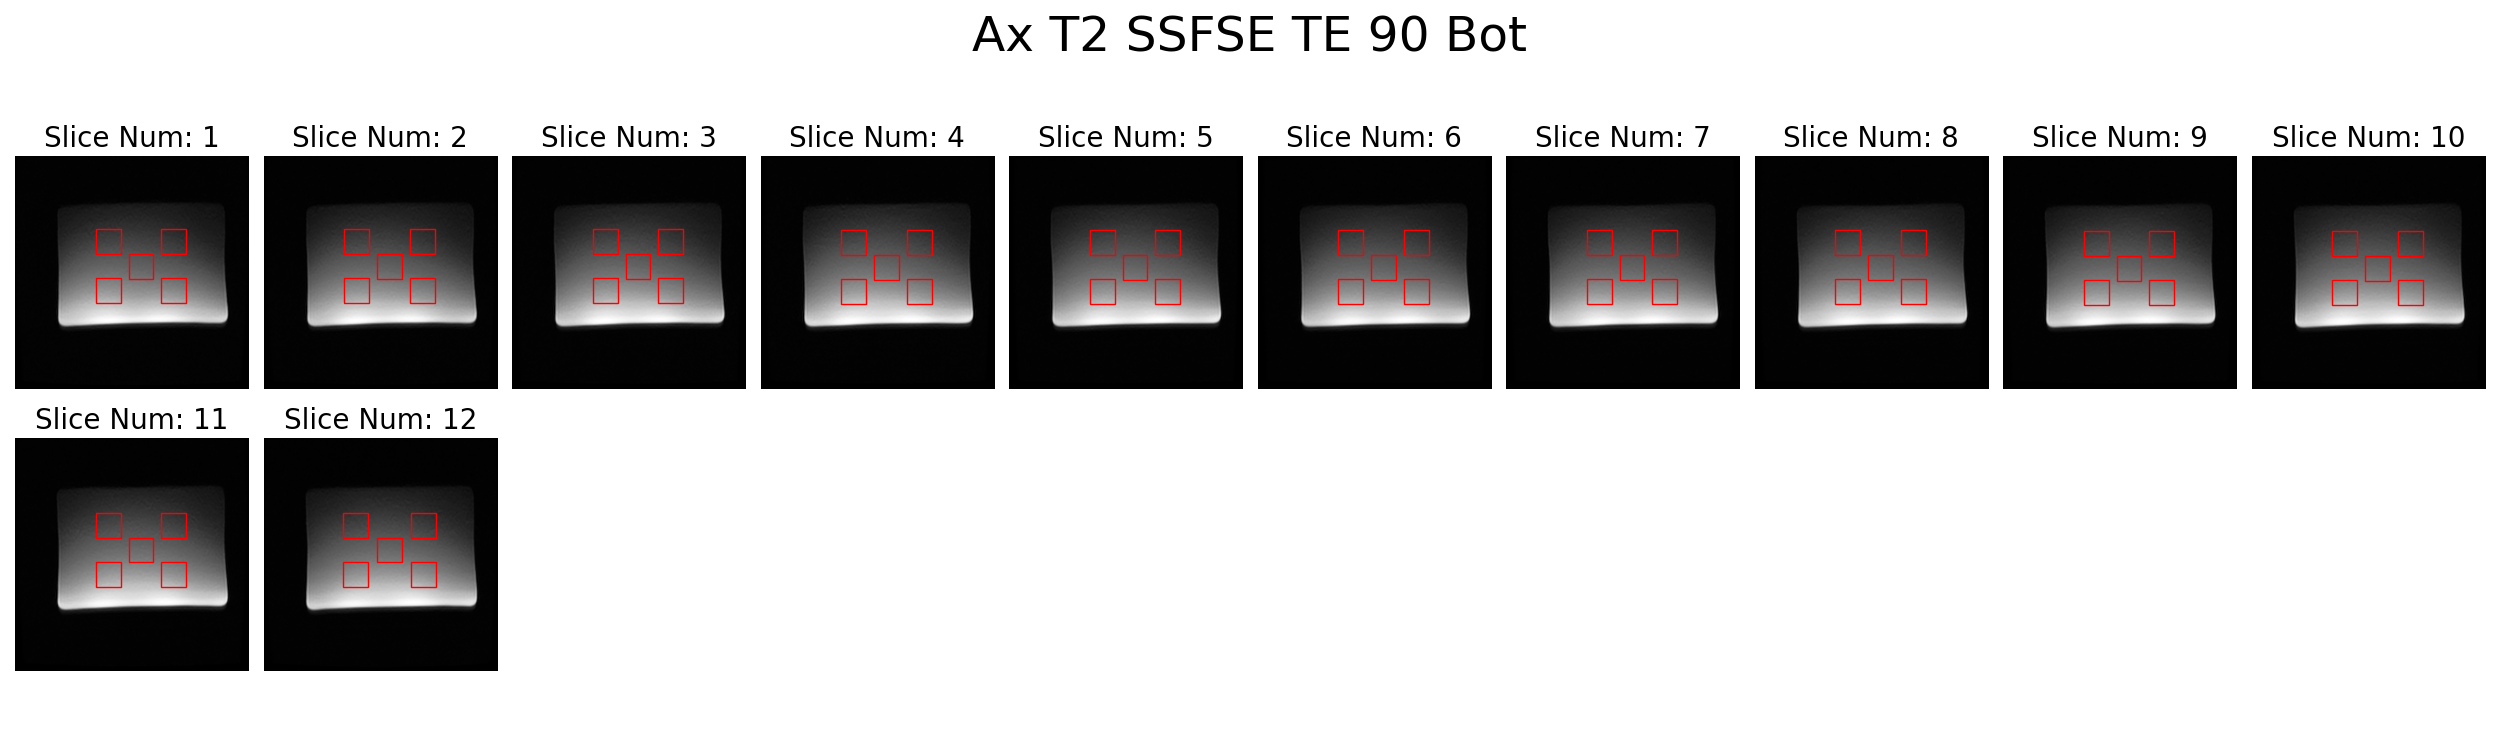 Ax T2 SSFSE TE 90 Bot
Slice Num: 1
Slice Num: 2
Slice Num: 3
Slice Num: 4
Slice Num: 5
Slice Num: 6
Slice Num: 7
Slice Num: 8
Slice Num: 9
Slice Num: 10
Slice Num: 11
Slice Num: 12